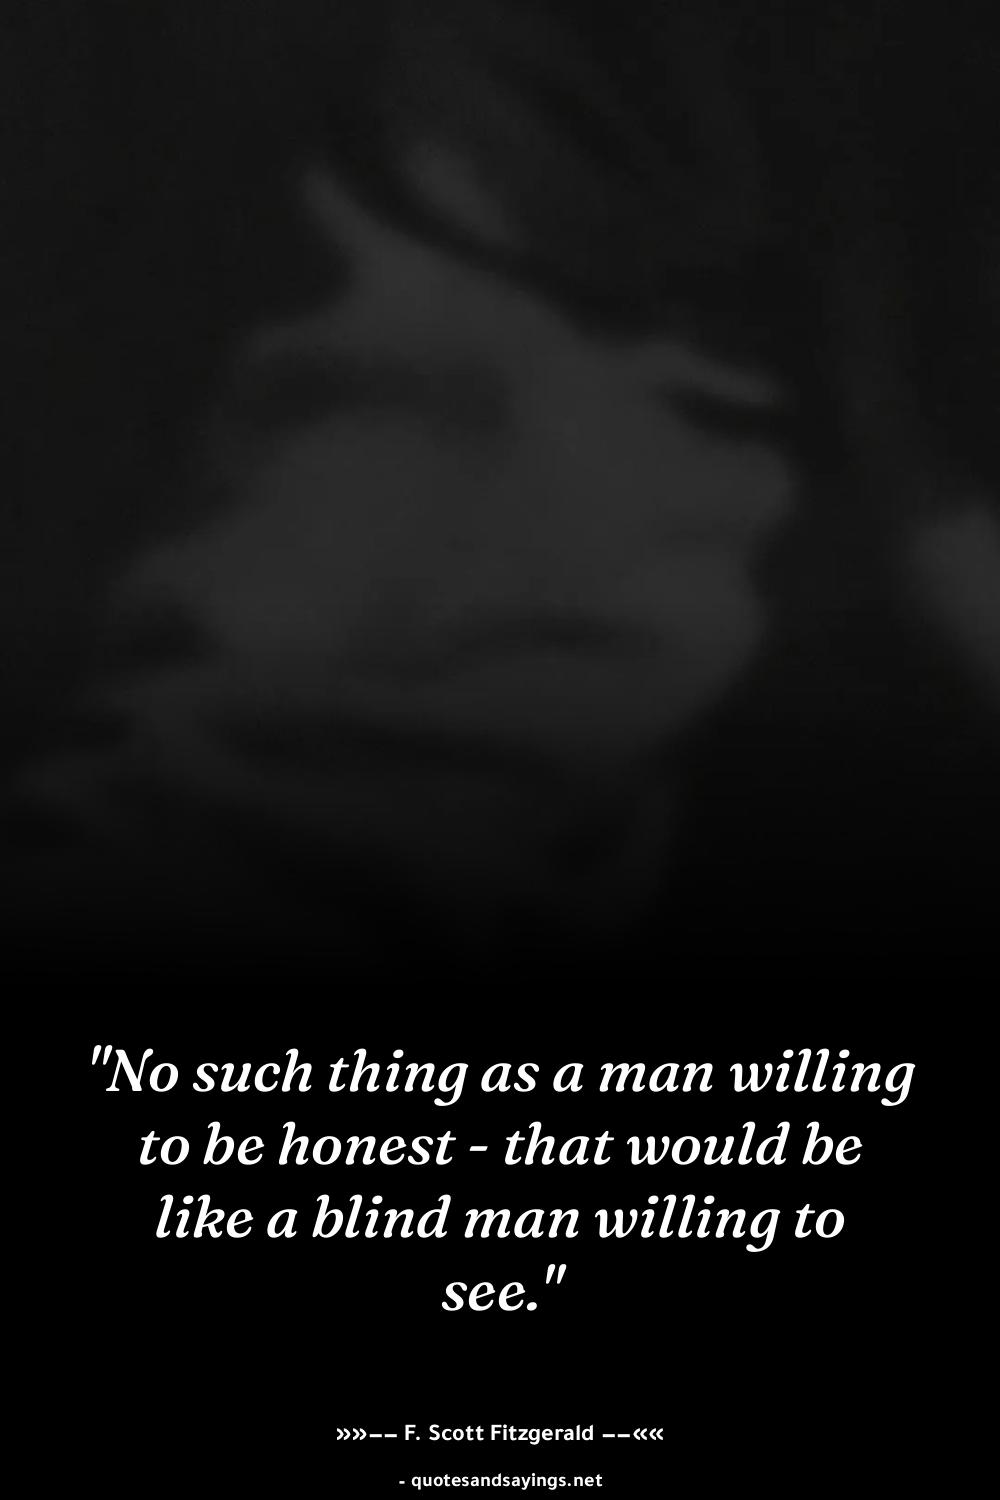 "No such thing as a man willing
to be honest - that would be
like a blind man willing to
see."
»»-- F. Scott Fitzgerald --««
- quotesandsayings.net